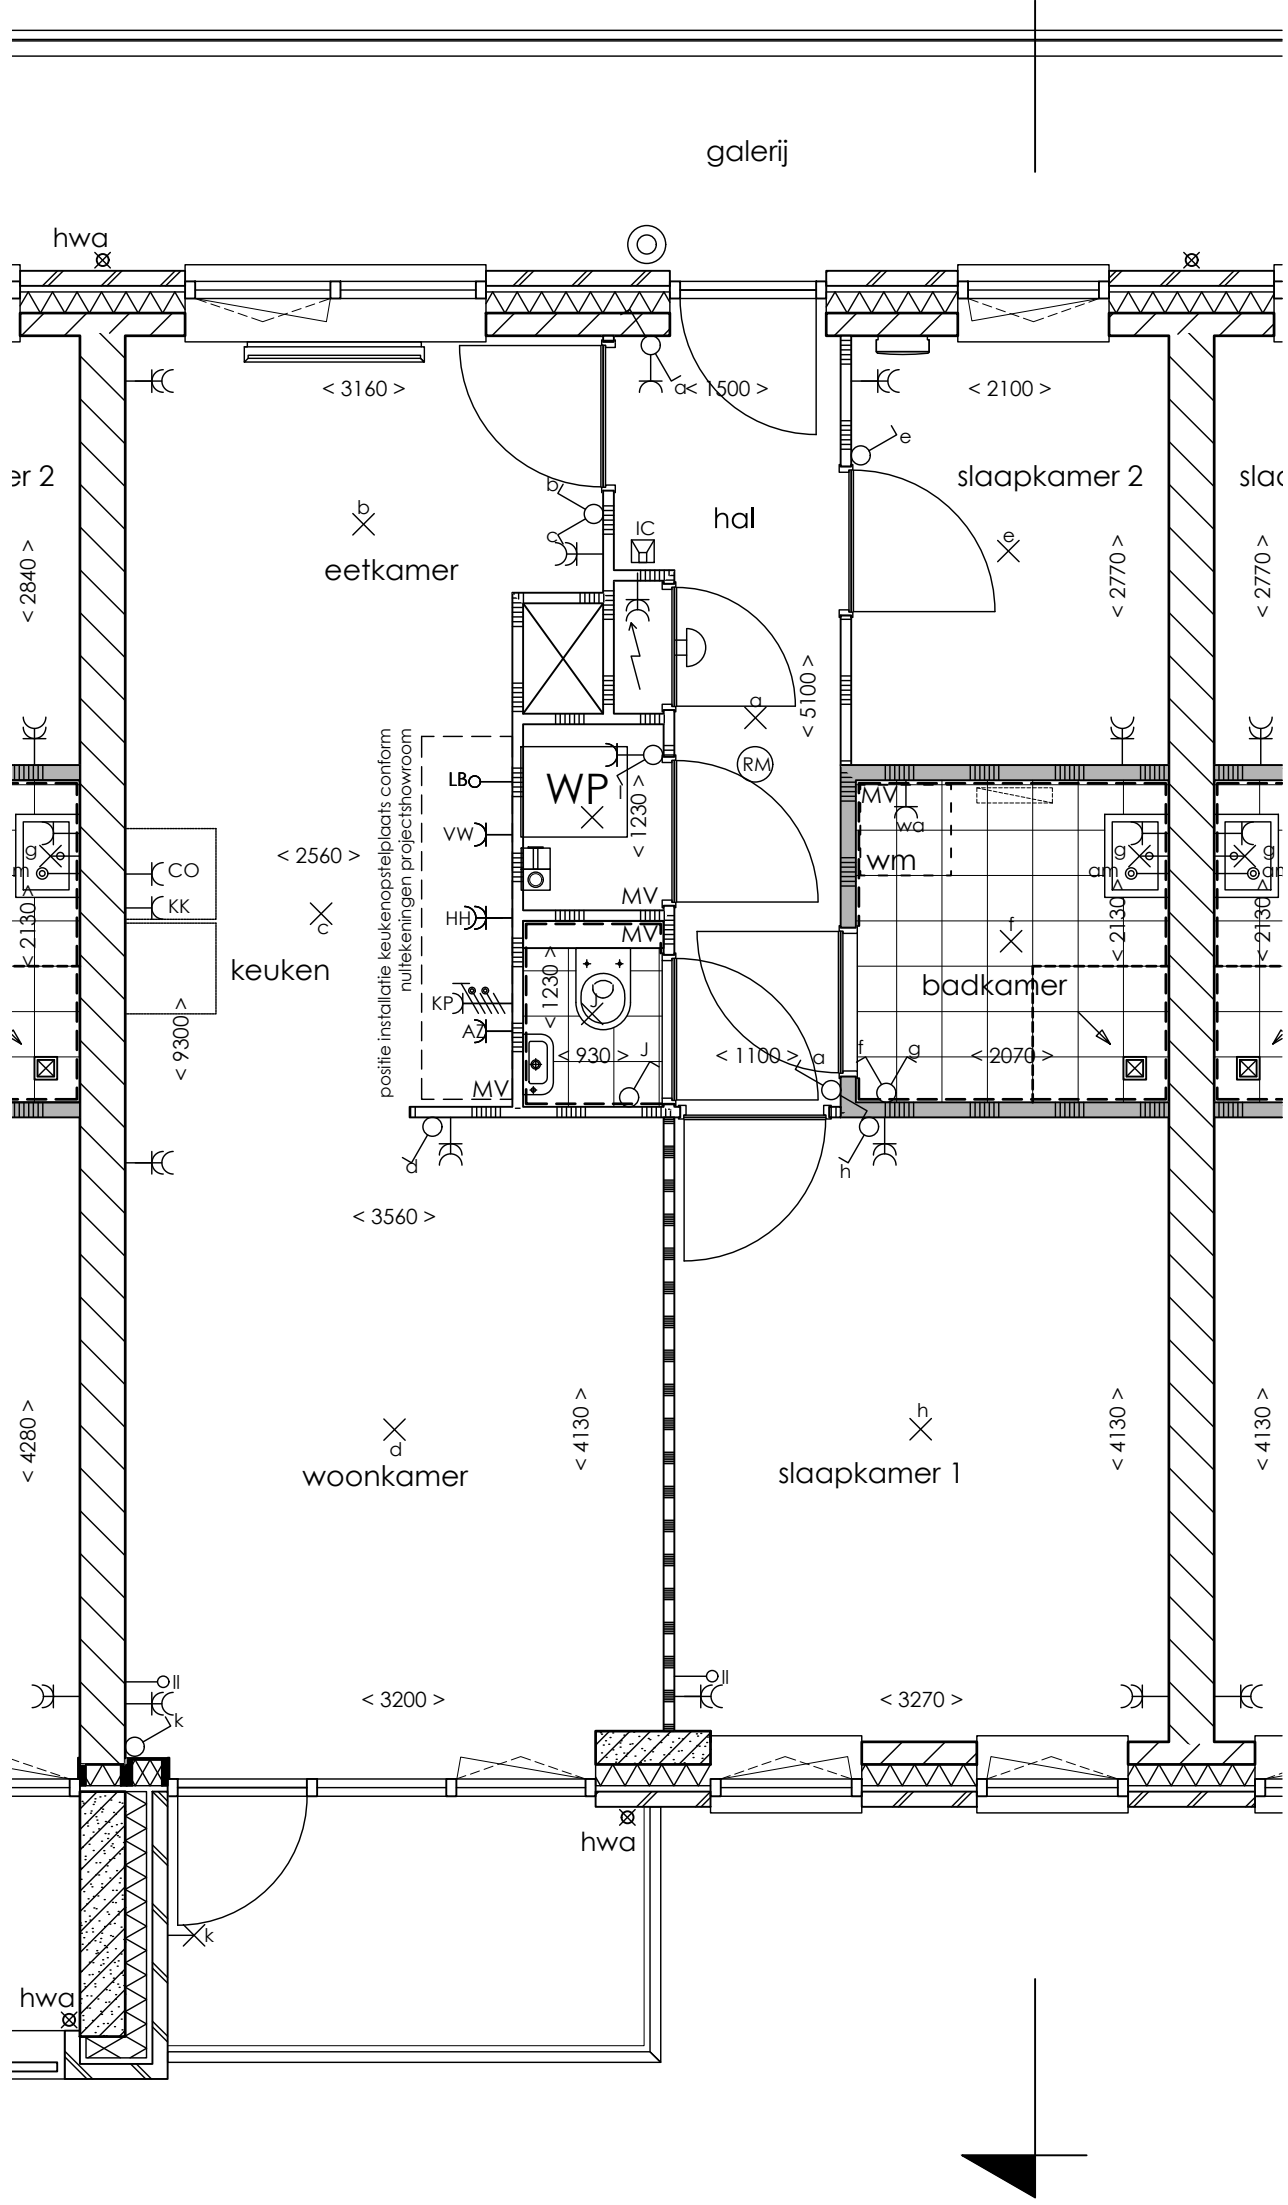 galerij
hwa
a
< 3160 >
< 1500 >
< 2100 >
e
er 2
slaapkamer 2
slaa
b
b
hal
IC
c
e
eetkamer
< 2840 >
< 2770 >
< 2770 >
a
< 5100 >
RM
positie installatie keukenopstelplaats conform
nultekeningen projectshowroom
LB
WP
i
< 1230 >
MV
wa
VW
g
m
CO
KK
< 2560 >
wm
g
am
g
am
MV
HH
MV
c
f
< 2130 >
< 2130 >
< 2130 >
keuken
badkamer
KP
< 1230 >
J
AZ
< 9300 >
< 930 >
J
< 1100 >
a
f
g
< 2070 >
MV
d
h
< 3560 >
d
woonkamer
h
slaapkamer 1
< 4280 >
< 4130 >
< 4130 >
< 4130 >
k
< 3200 >
< 3270 >
hwa
k
hwa